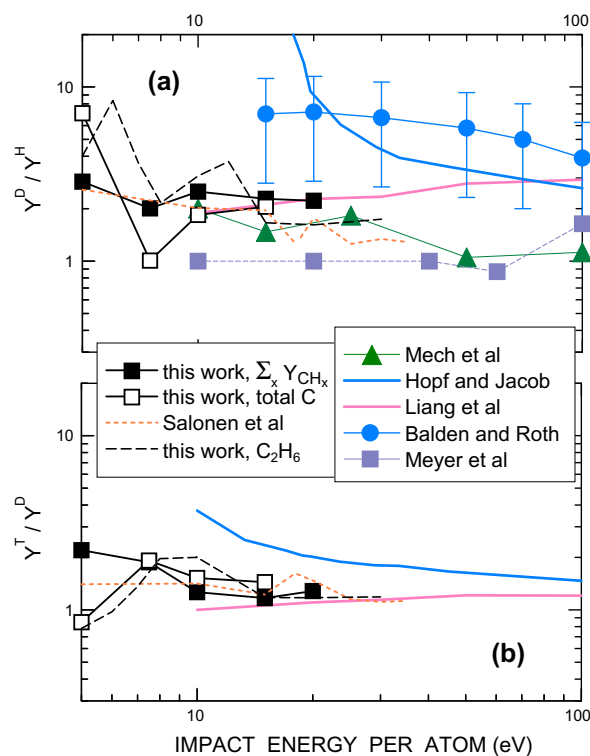 10
100
(a)
10
1
Y^D / Y^H
this work, Σ_x Y_CH_x
this work, total C
Salonen et al
this work, C₂H₆
Mech et al
Hopf and Jacob
Liang et al
Balden and Roth
Meyer et al
10
1
Y^T / Y^D
(b)
10
100
IMPACT ENERGY PER ATOM (eV)